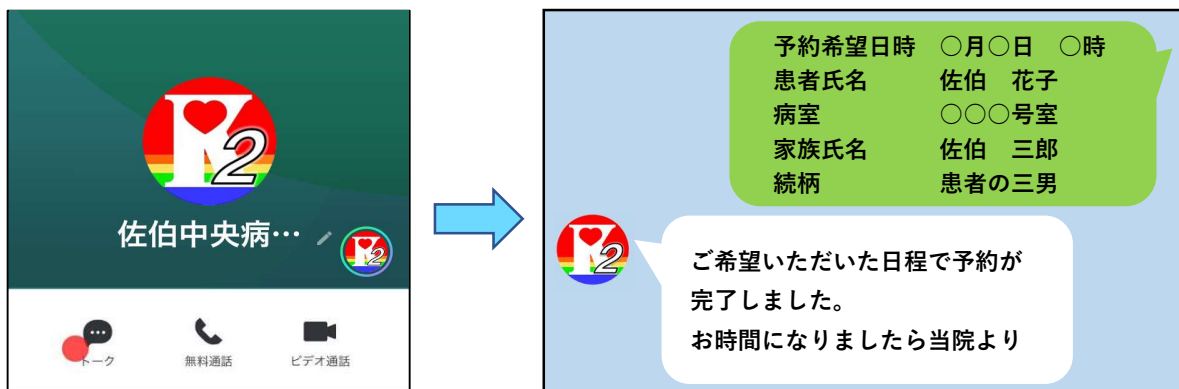 K2
佐伯中央病…
K2
トーク
無料通話
ビデオ通話
予約希望日時 ○月○日 ○時
患者氏名 佐伯 花子
病室 ○○○号室
家族氏名 佐伯 三郎
続柄 患者の三男
K2
ご希望いただいた日程で予約が
完了しました。
お時間になりましたら当院より